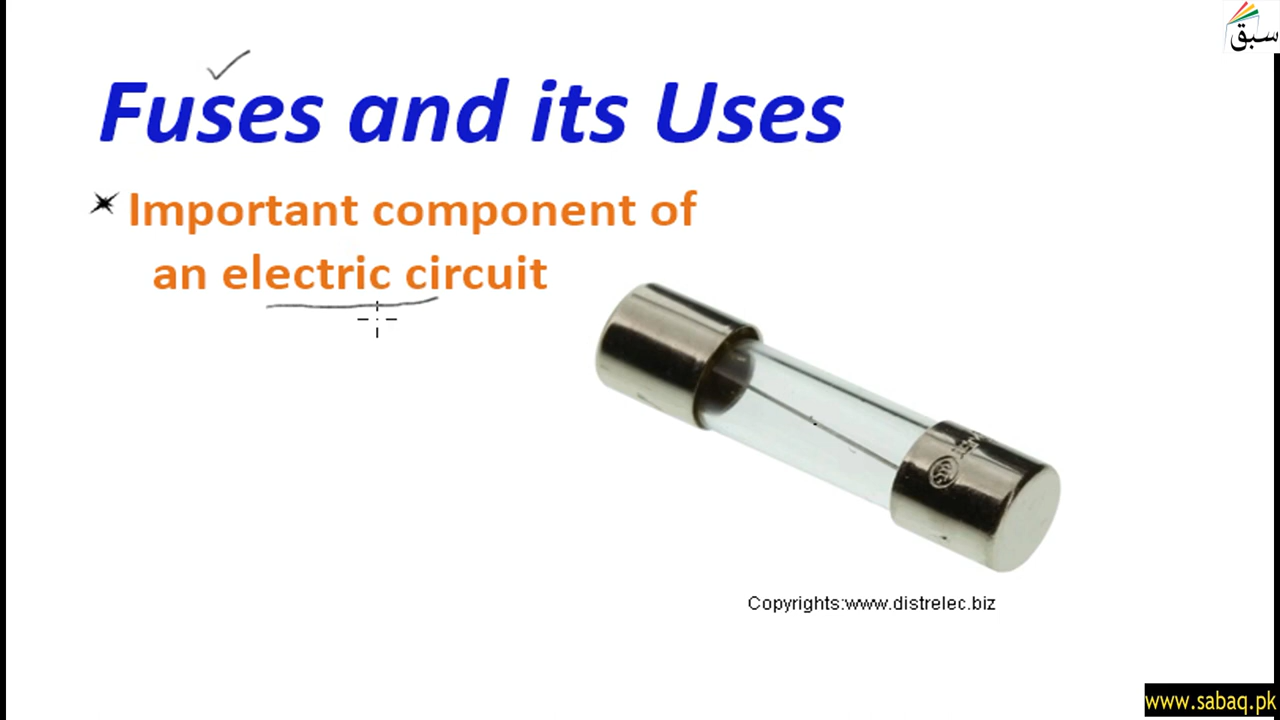 سبق
Fuses and its Uses
Important component of
an electric circuit
Copyrights:www.distrelec.biz
www.sabaq.pk